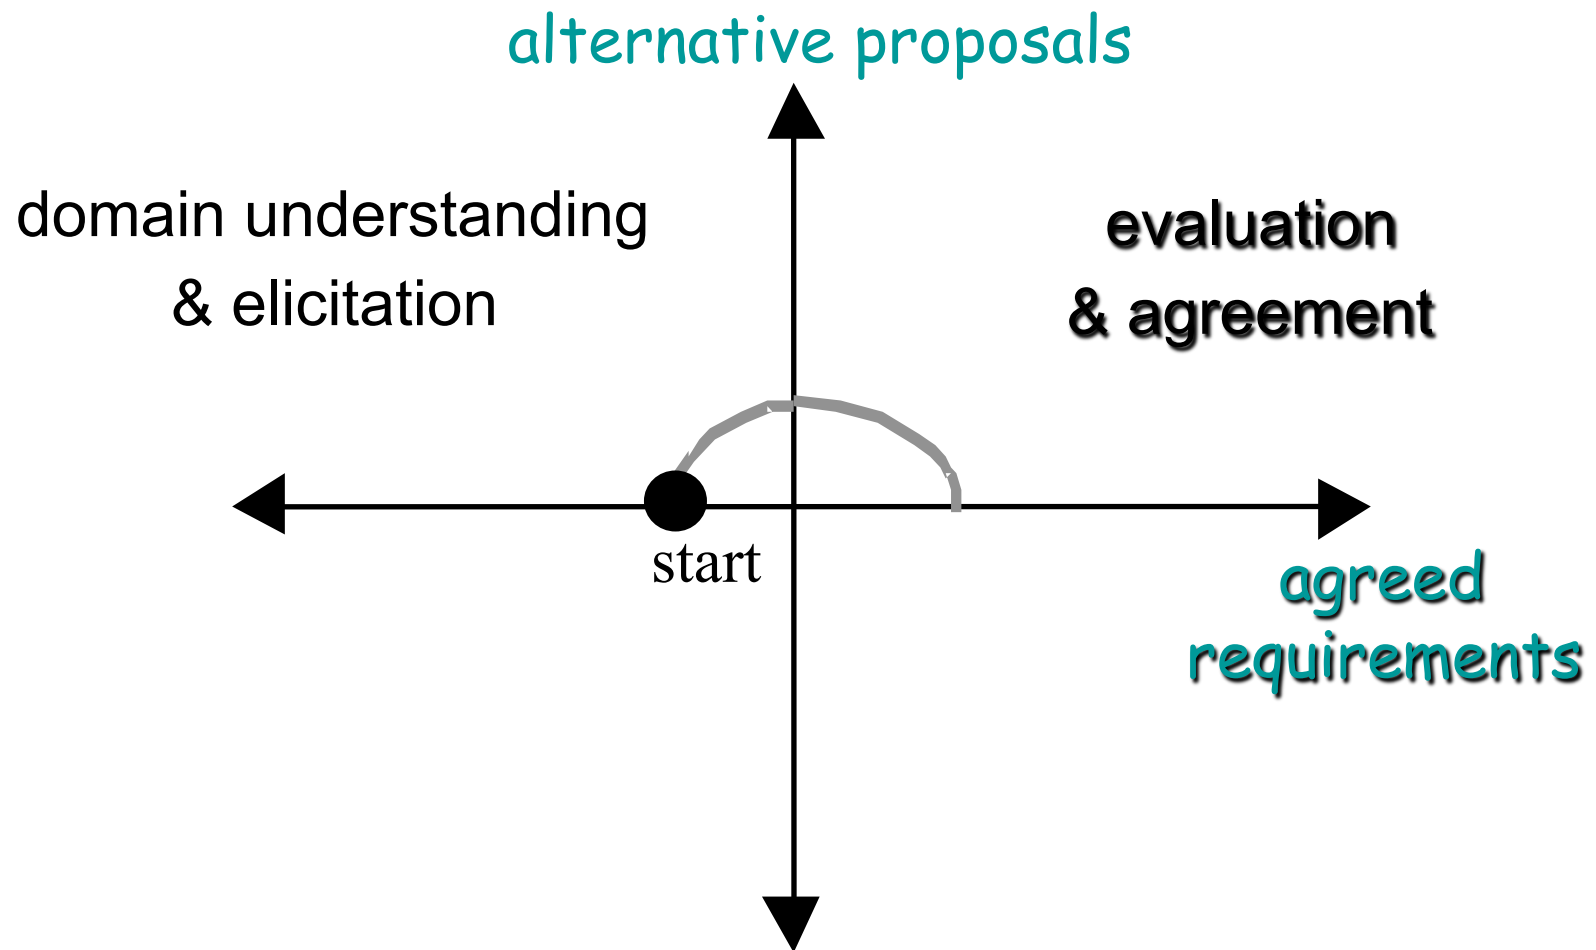 alternative proposals
domain understanding
& elicitation
evaluation
& agreement
start
agreed
requirements